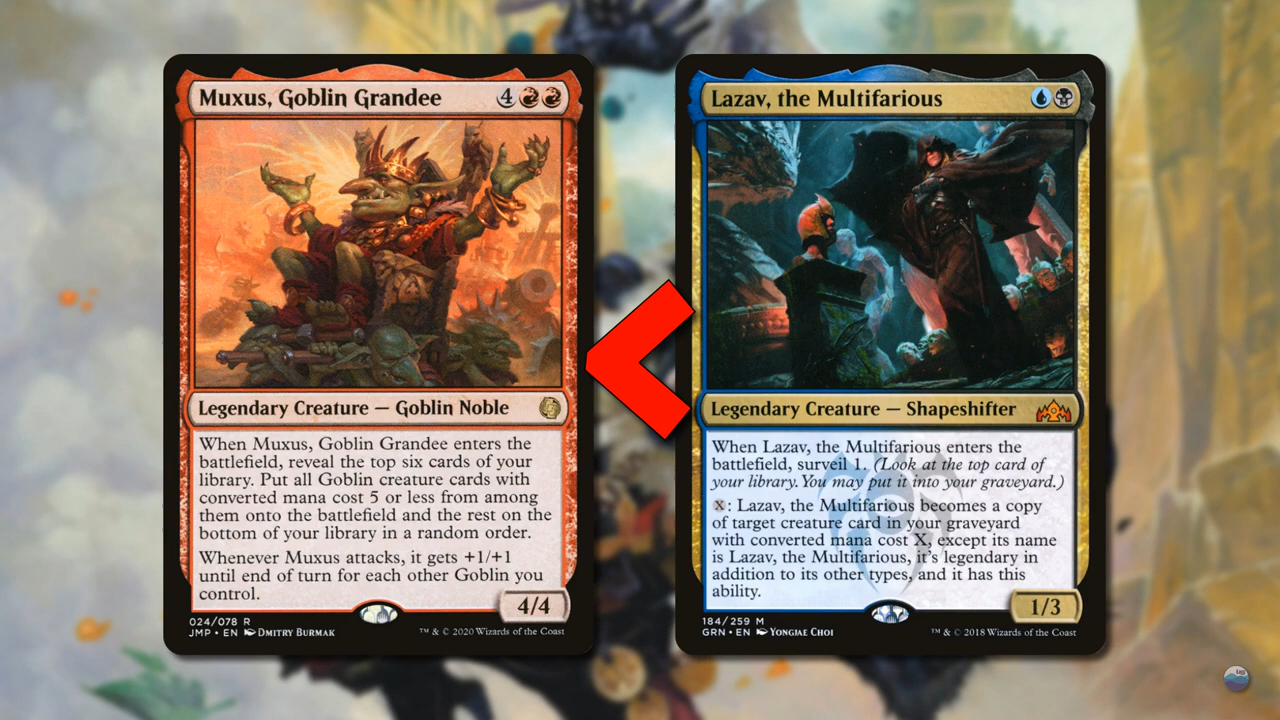 Muxus, Goblin Grandee 4
Legendary Creature — Goblin Noble
When Muxus, Goblin Grandee enters the
battlefield, reveal the top six cards of your
library. Put all Goblin creature cards with
converted mana cost 5 or less from among
them onto the battlefield and the rest on the
bottom of your library in a random order.
Whenever Muxus attacks, it gets +1/+1
until end of turn for each other Goblin you
control.
4/4
024/078 R
JMP • EN Dmitry Burmak
™ & © 2020 Wizards of the Coast
Lazav, the Multifarious
Legendary Creature — Shapeshifter
When Lazav, the Multifarious enters the
battlefield, surveil 1. (Look at the top card of
your library. You may put it into your graveyard.)
X: Lazav, the Multifarious becomes a copy
of target creature card in your graveyard
with converted mana cost X, except its name
is Lazav, the Multifarious, it's legendary in
addition to its other types, and it has this
ability.
1/3
184/259 M
GRN • EN Yongjae Choi
™ & © 2018 Wizards of the Coast